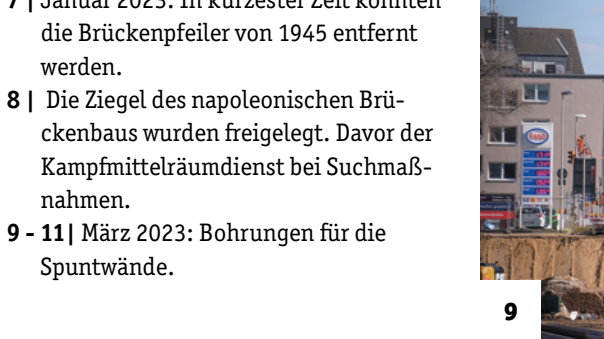 7 | Januar 2023: In kürzester Zeit konnten
die Brückenpfeiler von 1945 entfernt
werden.
8 | Die Ziegel des napoleonischen Brü-
ckenbaus wurden freigelegt. Davor der
Kampfmittelräumdienst bei Suchmaß-
nahmen.
9 - 11| März 2023: Bohrungen für die
Spuntwände.
Esso
9